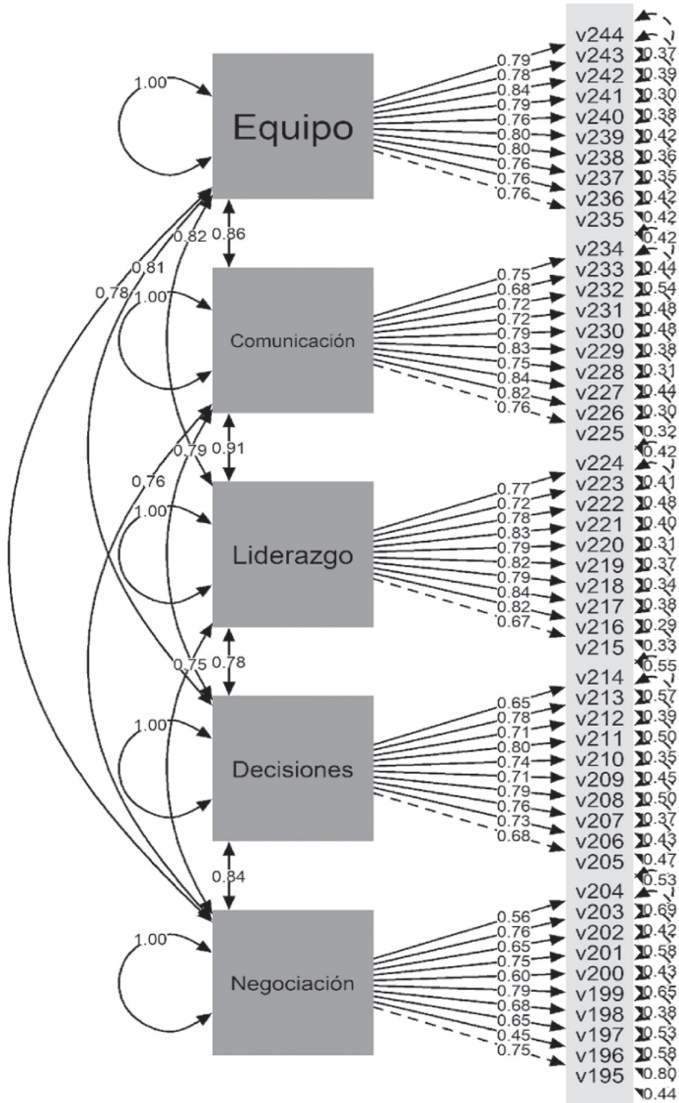 v244
0.79
v243
0.37
1.00
0.78
v242
0.39
0.84
v241
0.30
0.79
v240
0.38
Equipo
0.76
v239
0.42
0.80
v238
0.36
0.80
v237
0.35
0.76
v236
0.42
0.76
v235
0.42
0.76
0.82
0.86
0.42
v234
0.81
0.75
v233
0.44
0.78
1.00
0.68
v232
0.54
0.72
v231
0.48
0.72
v230
0.48
Comunicación
0.79
v229
0.38
0.83
v228
0.31
0.75
v227
0.44
0.84
v226
0.30
0.82
v225
0.32
0.76
0.79
0.91
0.42
v224
0.76
0.77
v223
0.41
1.00
0.72
v222
0.48
0.78
v221
0.40
0.83
v220
0.31
Liderazgo
0.79
v219
0.37
0.82
v218
0.34
0.79
v217
0.38
0.84
v216
0.29
0.82
v215
0.33
0.67
0.75
0.78
0.55
v214
0.65
v213
0.57
1.00
0.78
v212
0.39
0.71
v211
0.50
0.80
v210
0.35
Decisiones
0.74
v209
0.45
0.71
v208
0.50
0.79
v207
0.37
0.76
v206
0.43
0.73
v205
0.47
0.68
0.84
0.53
v204
0.56
v203
0.69
1.00
0.76
v202
0.42
0.65
v201
0.58
0.75
v200
0.43
Negociación
0.60
v199
0.65
0.79
v198
0.38
0.68
v197
0.53
0.65
v196
0.58
0.45
v195
0.80
0.75
0.44